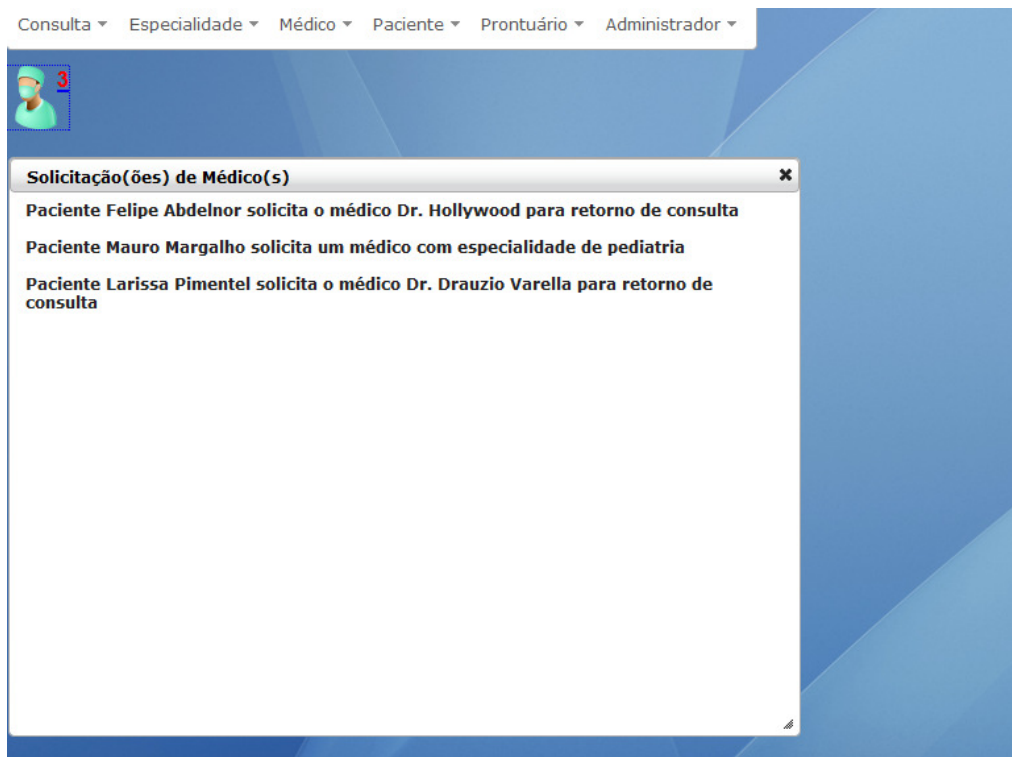 Consulta Especialidade Médico Paciente Prontuário Administrador
3
Solicitação(ões) de Médico(s)
Paciente Felipe Abdelnor solicita o médico Dr. Hollywood para retorno de consulta
Paciente Mauro Margalho solicita um médico com especialidade de pediatria
Paciente Larissa Pimentel solicita o médico Dr. Drauzio Varella para retorno de
consulta